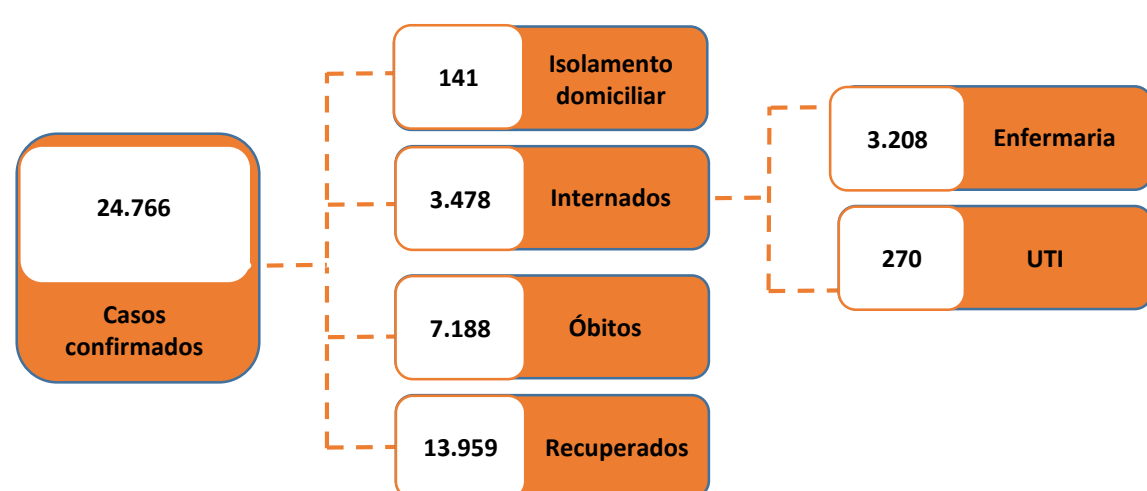 24.766
Casos
confirmados
141
Isolamento
domiciliar
3.478
Internados
7.188
Óbitos
13.959
Recuperados
3.208
Enfermaria
270
UTI